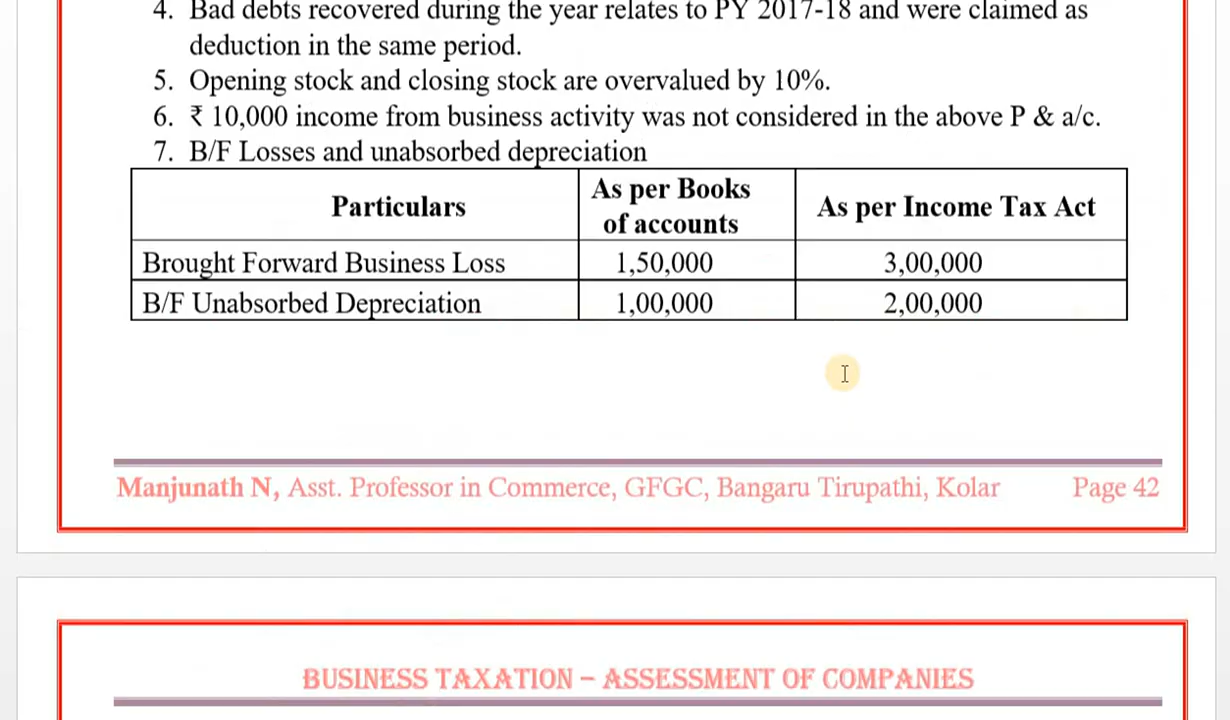 4. Bad debts recovered during the year relates to PY 2017-18 and were claimed as
deduction in the same period.
5. Opening stock and closing stock are overvalued by 10%.
6. ₹ 10,000 income from business activity was not considered in the above P & a/c.
7. B/F Losses and unabsorbed depreciation
Particulars As per Books of accounts As per Income Tax Act
Brought Forward Business Loss 1,50,000 3,00,000
B/F Unabsorbed Depreciation 1,00,000 2,00,000
Manjunath N, Asst. Professor in Commerce, GFGC, Bangaru Tirupathi, Kolar Page 42
BUSINESS TAXATION – ASSESSMENT OF COMPANIES